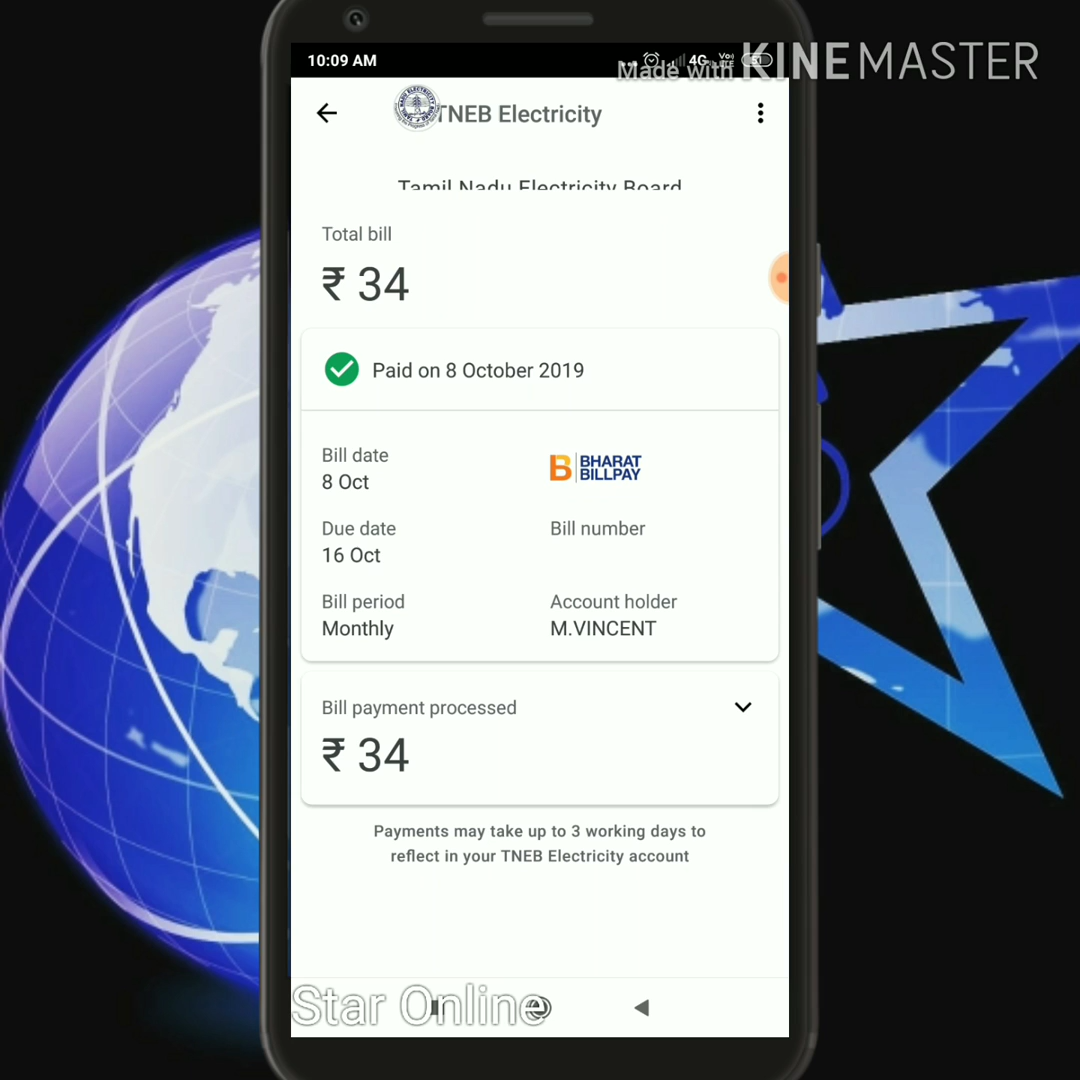 10:09 AM
4G
Made with KINEMASTER
TNEB Electricity
Tamil Nadu Electricity Board
Total bill
₹ 34
Paid on 8 October 2019
Bill date
8 Oct
BHARAT
BILLPAY
Due date
16 Oct
Bill number
Bill period
Monthly
Account holder
M.VINCENT
Bill payment processed
₹ 34
Payments may take up to 3 working days to
reflect in your TNEB Electricity account
Star Online